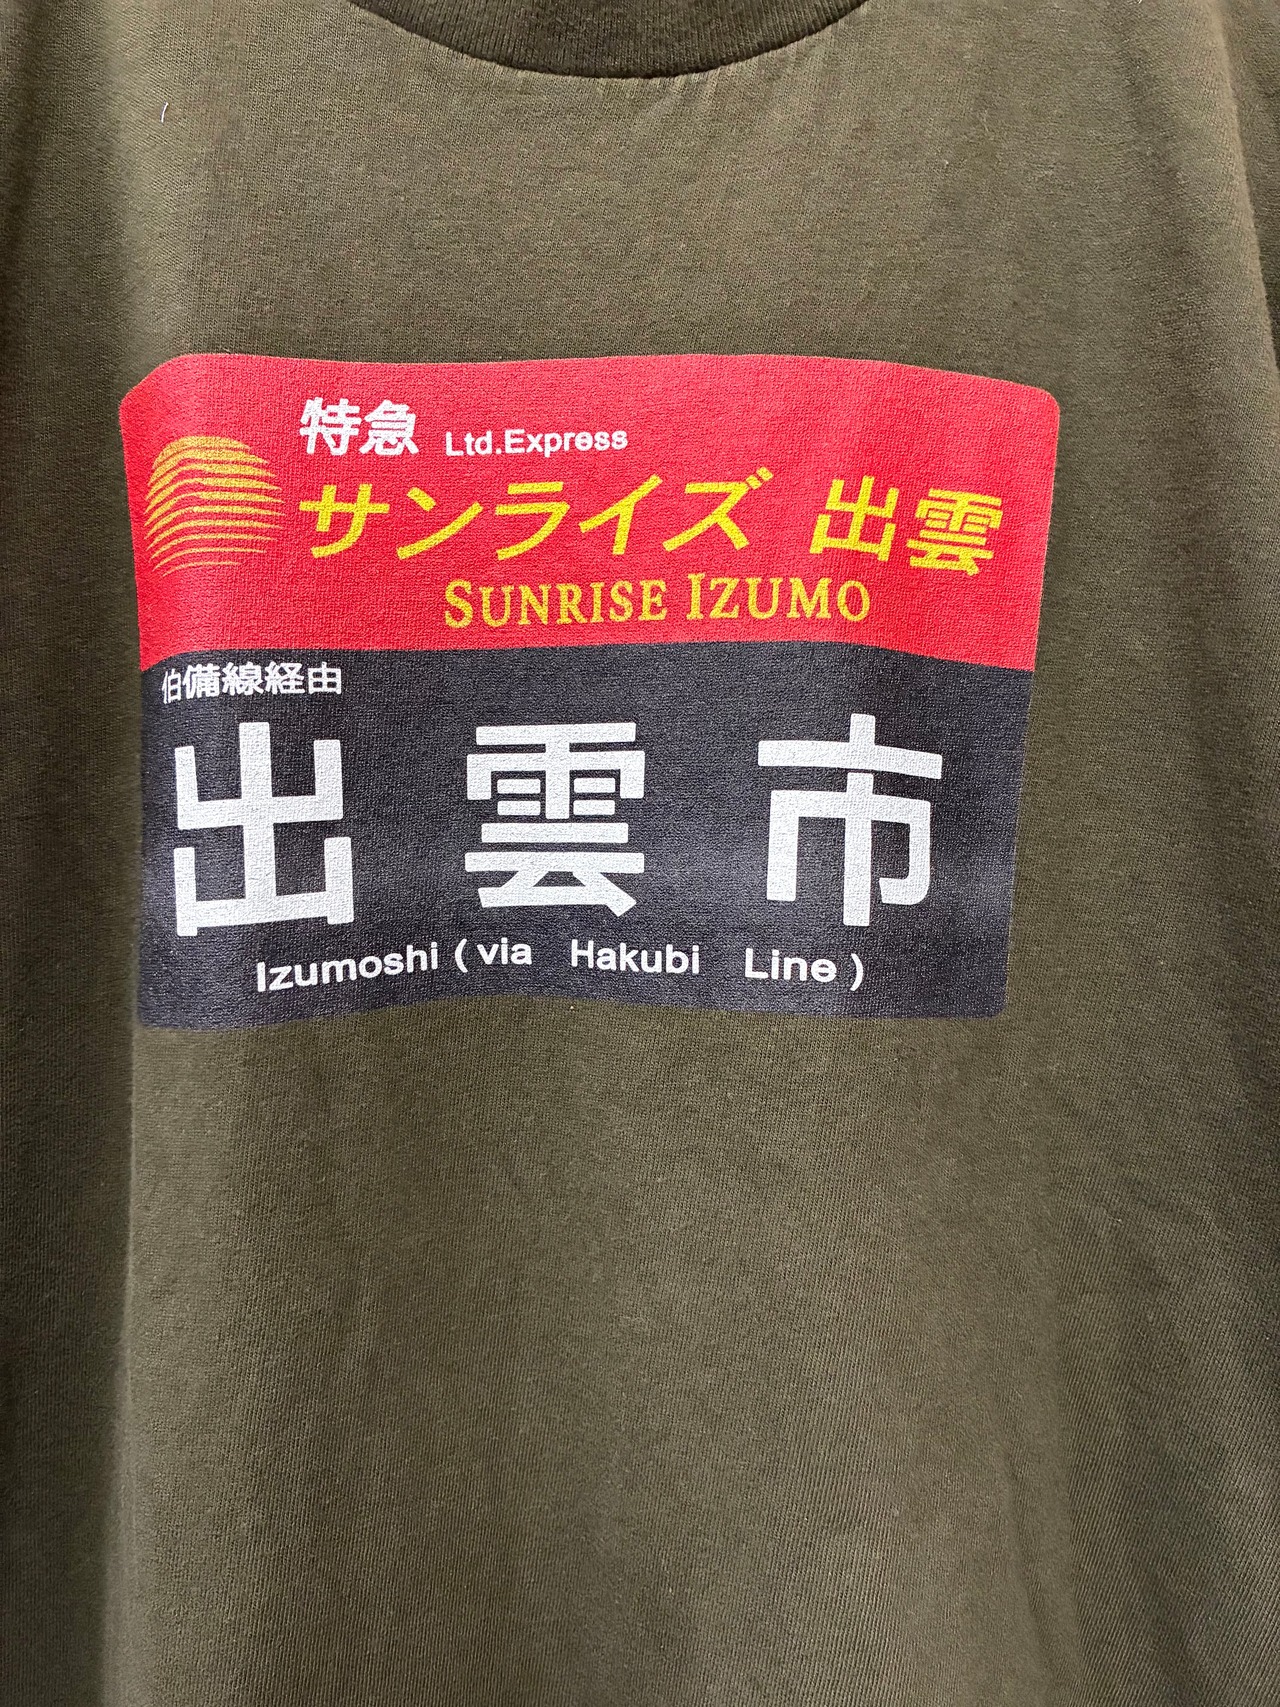 特急 Ltd.Express
サンライズ 出雲
SUNRISE IZUMO
伯備線経由
出雲市
Izumoshi (via Hakubi Line)